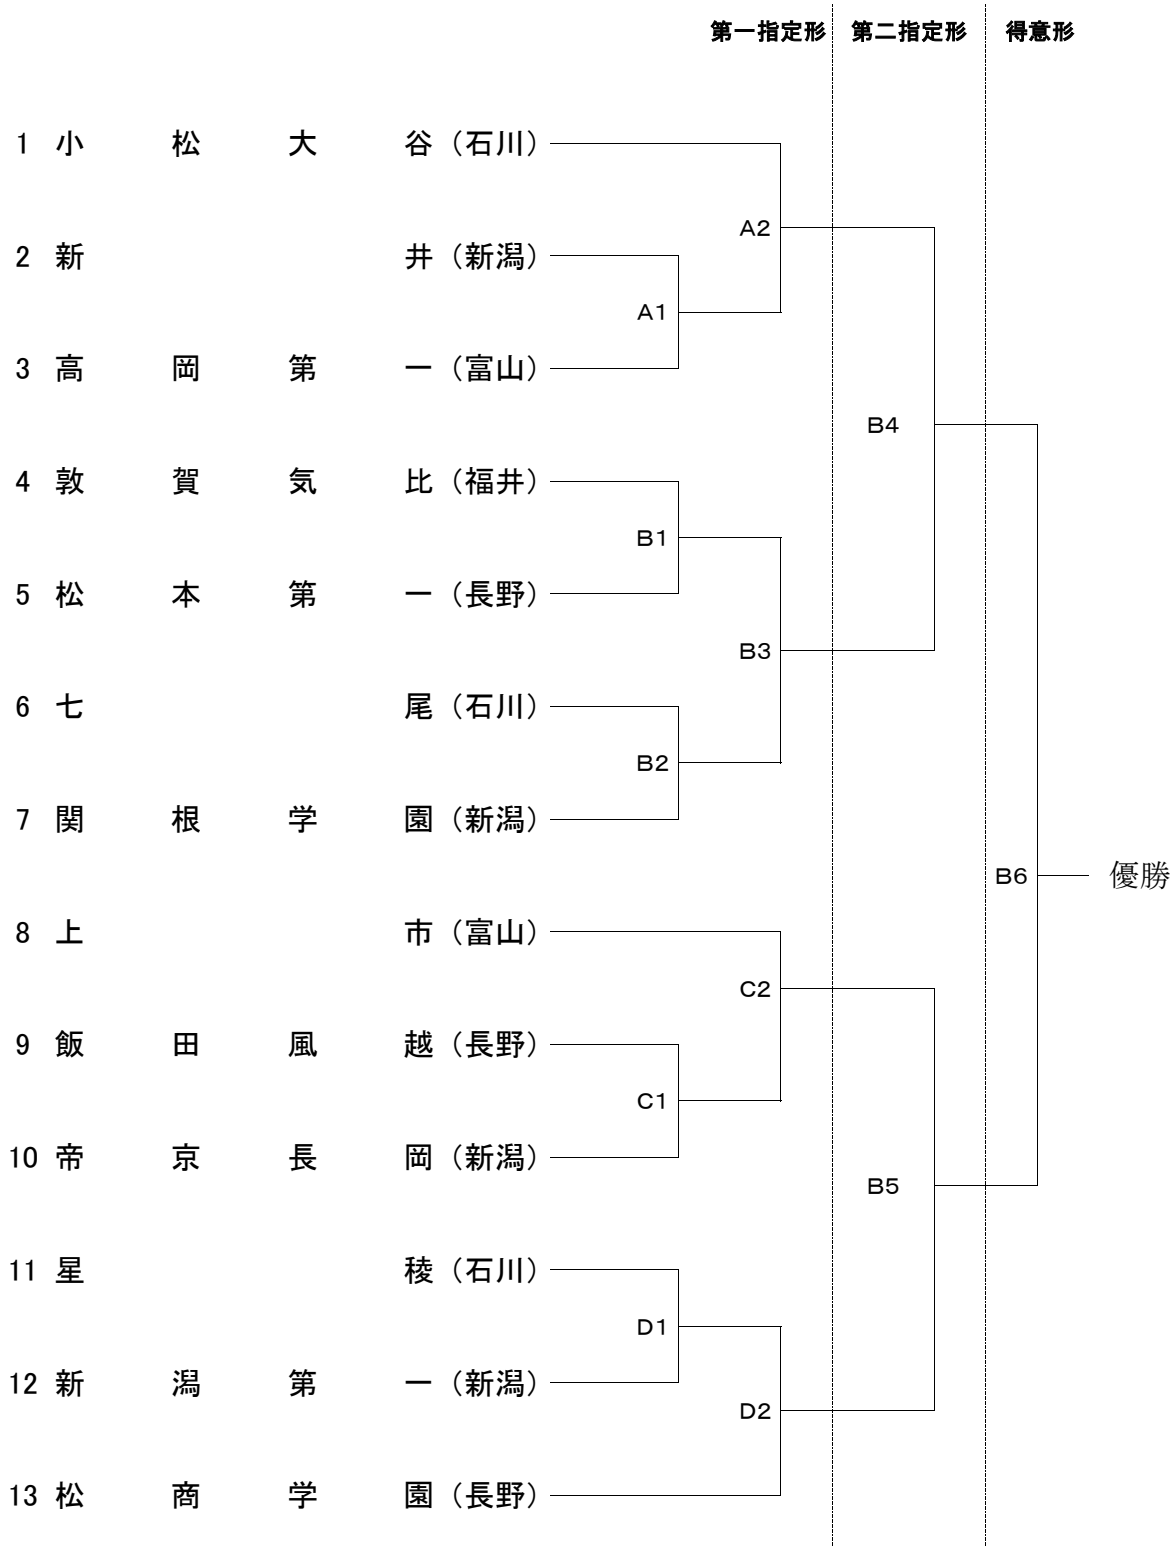 第一指定形 第二指定形 得意形
1 小松大谷（石川）
A2
2 新井（新潟）
A1
3 高岡第一（富山）
B4
4 敦賀気比（福井）
B1
5 松本第一（長野）
B3
6 七尾（石川）
B2
7 関根学園（新潟）
B6 優勝
8 上市（富山）
C2
9 飯田風越（長野）
C1
10 帝京長岡（新潟）
B5
11 星稜（石川）
D1
12 新潟第一（新潟）
D2
13 松商学園（長野）